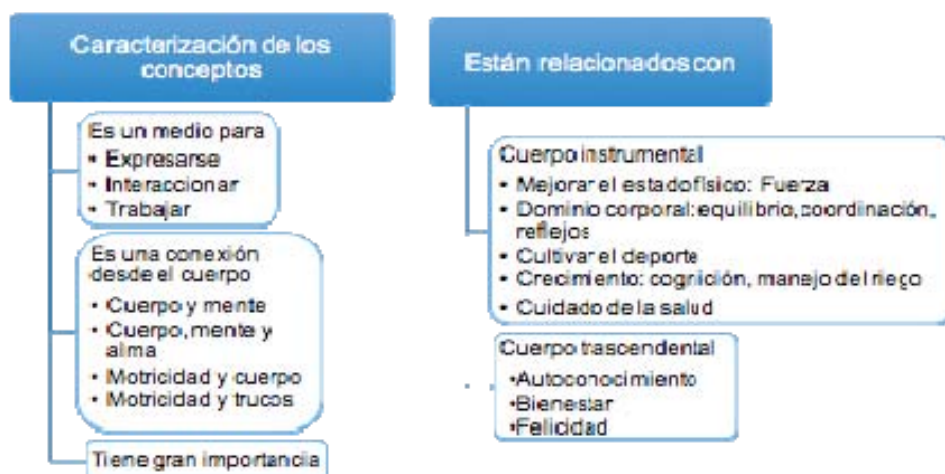 Caracterización de los
conceptos
Es un medio para
• Expresarse
• Interaccionar
• Trabajar
Es una conexión
desde el cuerpo
• Cuerpo y mente
• Cuerpo, mente y
alma
• Motricidad y cuerpo
• Motricidad y trucos
Tiene gran importancia
Están relacionados con
Cuerpo instrumental
• Mejorar el estado físico: Fuerza
• Dominio corporal: equilibrio, coordinación,
reflejos
• Cultivar el deporte
• Crecimiento: cognición, manejo del riego
• Cuidado de la salud
Cuerpo trascendental
•Autoconocimiento
•Bienestar
•Felicidad